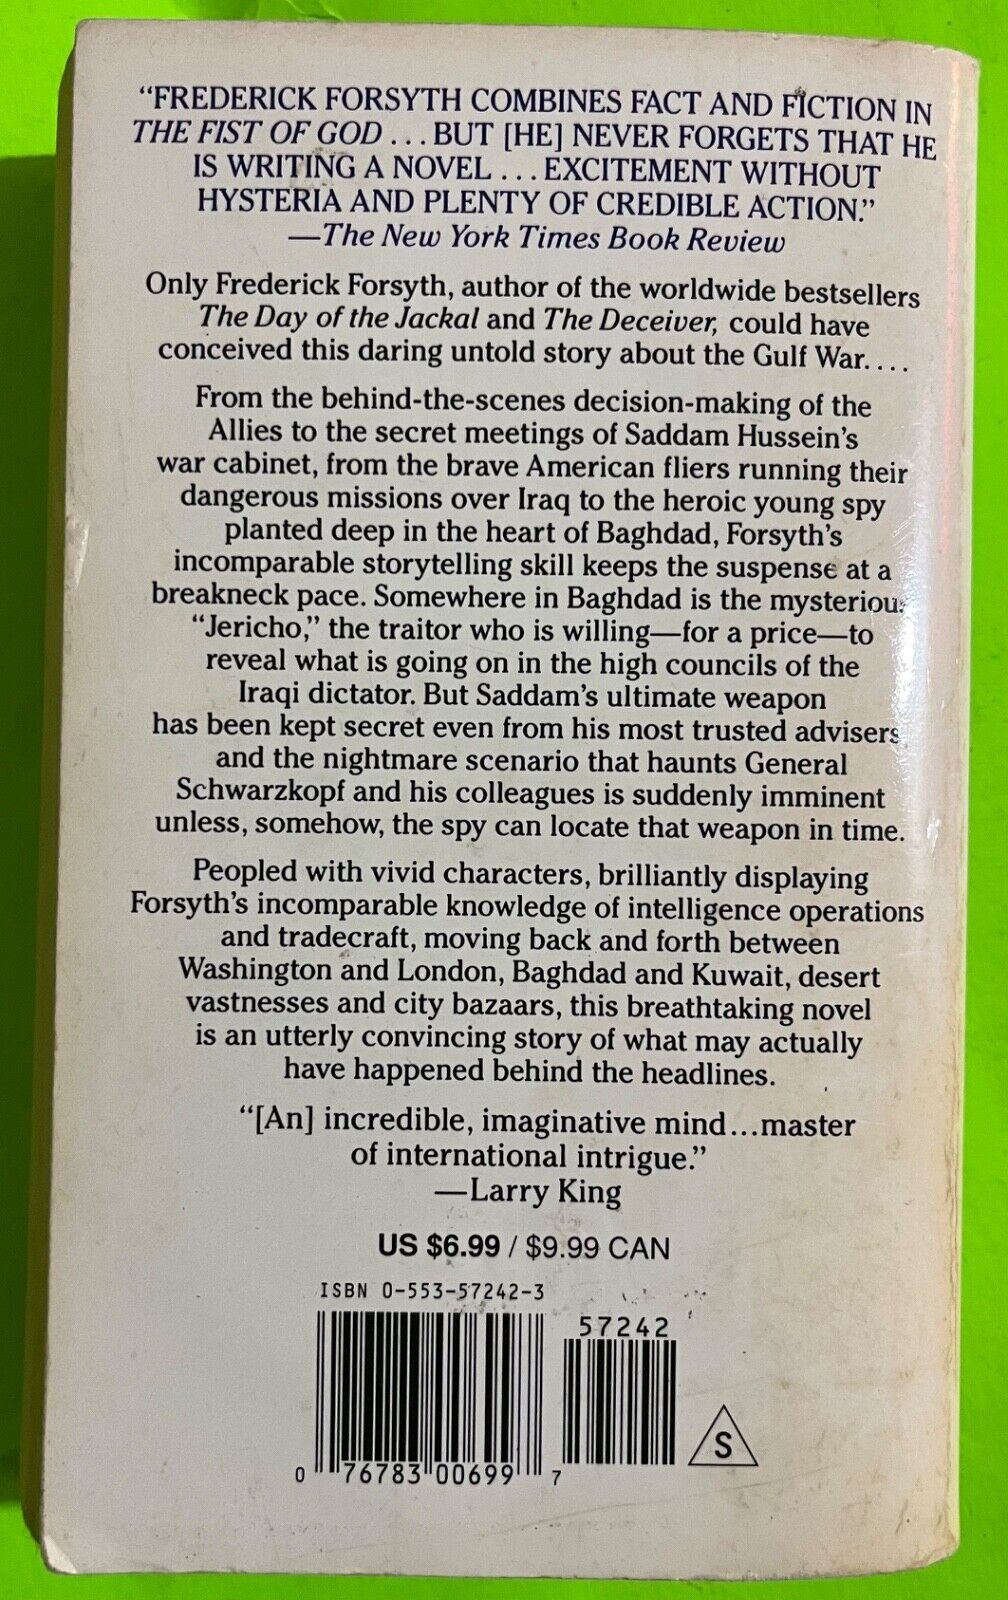 “FREDERICK FORSYTH COMBINES FACT AND FICTION IN
THE FIST OF GOD ... BUT [HE] NEVER FORGETS THAT HE
IS WRITING A NOVEL ... EXCITEMENT WITHOUT
HYSTERIA AND PLENTY OF CREDIBLE ACTION.”
—The New York Times Book Review
Only Frederick Forsyth, author of the worldwide bestsellers
The Day of the Jackal and The Deceiver, could have
conceived this daring untold story about the Gulf War....
From the behind-the-scenes decision-making of the
Allies to the secret meetings of Saddam Hussein’s
war cabinet, from the brave American fliers running their
dangerous missions over Iraq to the heroic young spy
planted deep in the heart of Baghdad, Forsyth’s
incomparable storytelling skill keeps the suspense at a
breakneck pace. Somewhere in Baghdad is the mysterious
“Jericho,” the traitor who is willing—for a price—to
reveal what is going on in the high councils of the
Iraqi dictator. But Saddam’s ultimate weapon
has been kept secret even from his most trusted advisers
and the nightmare scenario that haunts General
Schwarzkopf and his colleagues is suddenly imminent
unless, somehow, the spy can locate that weapon in time.
Peopled with vivid characters, brilliantly displaying
Forsyth’s incomparable knowledge of intelligence operations
and tradecraft, moving back and forth between
Washington and London, Baghdad and Kuwait, desert
vastnesses and city bazaars, this breathtaking novel
is an utterly convincing story of what may actually
have happened behind the headlines.
“[An] incredible, imaginative mind...master
of international intrigue.”
—Larry King
US $6.99 / $9.99 CAN
ISBN 0-553-57242-3
57242
S
0 76783 00699 7